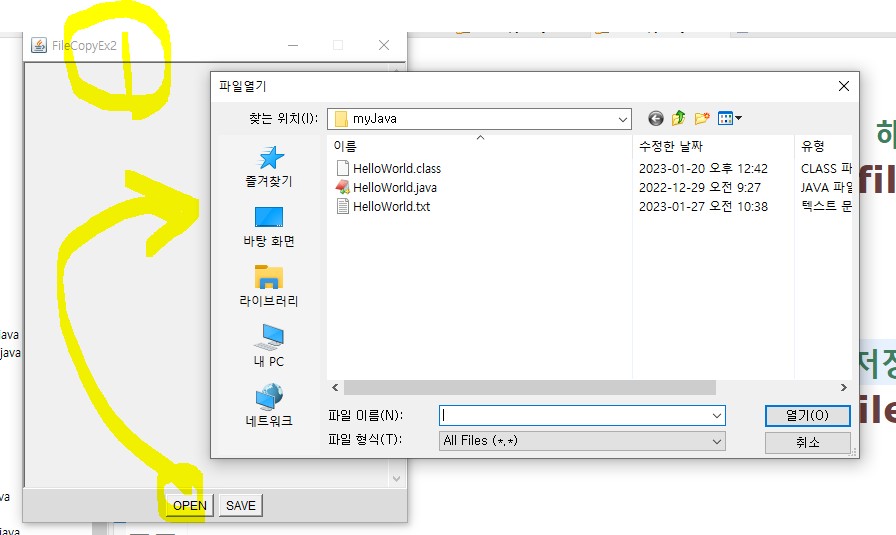 FileCopyEx2
파일열기
찾는 위치(I):
myJava
이름
수정한 날짜
유형
HelloWorld.class
2023-01-20 오후 12:42
CLASS 파
HelloWorld.java
2022-12-29 오전 9:27
JAVA 파일
HelloWorld.txt
2023-01-27 오전 10:38
텍스트 문
즐겨찾기
바탕 화면
라이브러리
내 PC
네트워크
파일 이름(N):
열기(O)
파일 형식(T):
All Files (*.*)
취소
OPEN
SAVE
java
java
va
java
해
fil
저장
ile